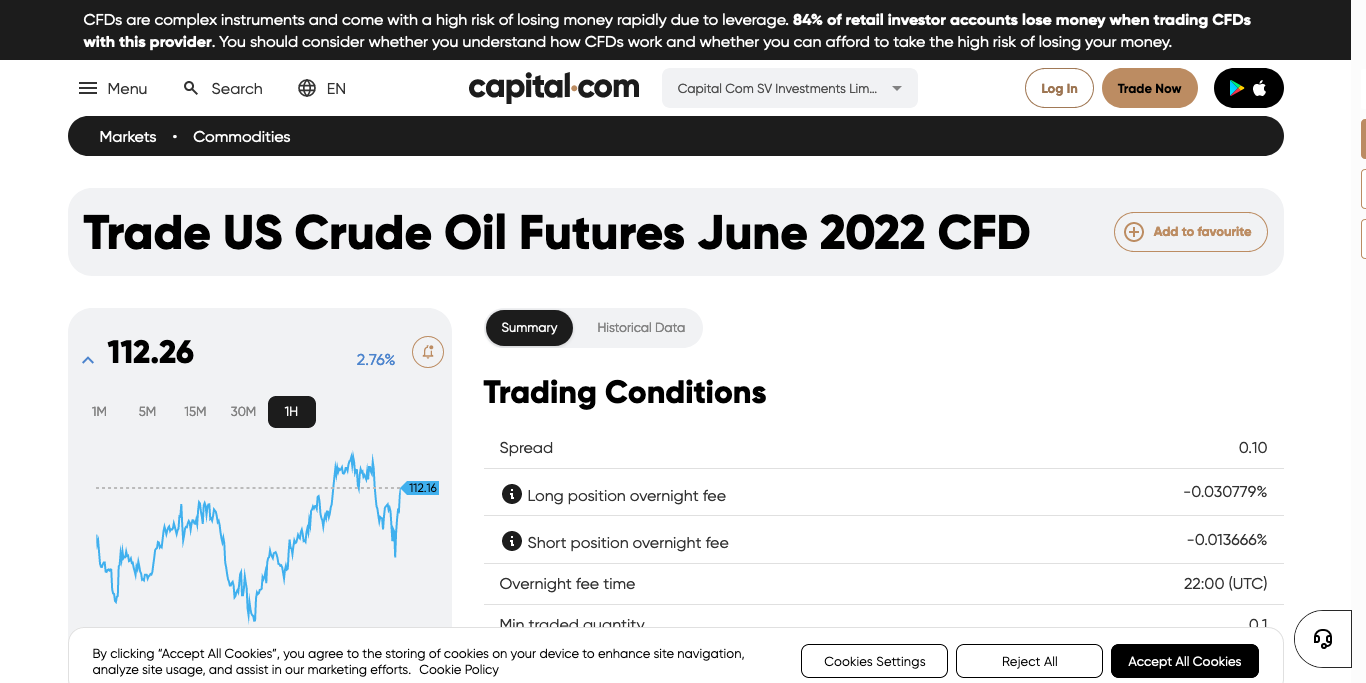 CFDs are complex instruments and come with a high risk of losing money rapidly due to leverage. 84% of retail investor accounts lose money when trading CFDs
with this provider. You should consider whether you understand how CFDs work and whether you can afford to take the high risk of losing your money.
Menu Search EN capital.com Capital Com SV Investments Lim... Log In Trade Now
Markets • Commodities
Trade US Crude Oil Futures June 2022 CFD Add to favourite
112.26 2.76%
1M 5M 15M 30M 1H
112.16
Summary Historical Data
Trading Conditions
Spread 0.10
Long position overnight fee -0.030779%
Short position overnight fee -0.013666%
Overnight fee time 22:00 (UTC)
Min traded quantity 0.1
By clicking “Accept All Cookies”, you agree to the storing of cookies on your device to enhance site navigation,
analyze site usage, and assist in our marketing efforts. Cookie Policy
Cookies Settings Reject All Accept All Cookies